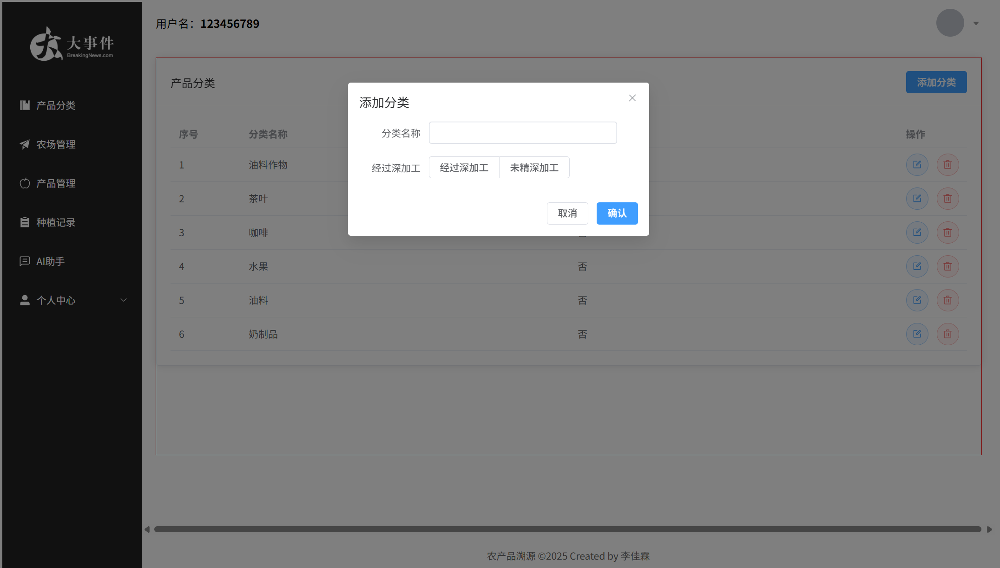 大事件
BreakingNews.com
产品分类
农场管理
产品管理
种植记录
AI助手
个人中心
用户名：123456789
产品分类
添加分类
序号 分类名称 操作
1 油料作物
2 茶叶
3 咖啡
4 水果 否
5 油料 否
6 奶制品 否
添加分类
分类名称
经过深加工 经过深加工 未精深加工
取消 确认
农产品溯源 ©2025 Created by 李佳霖